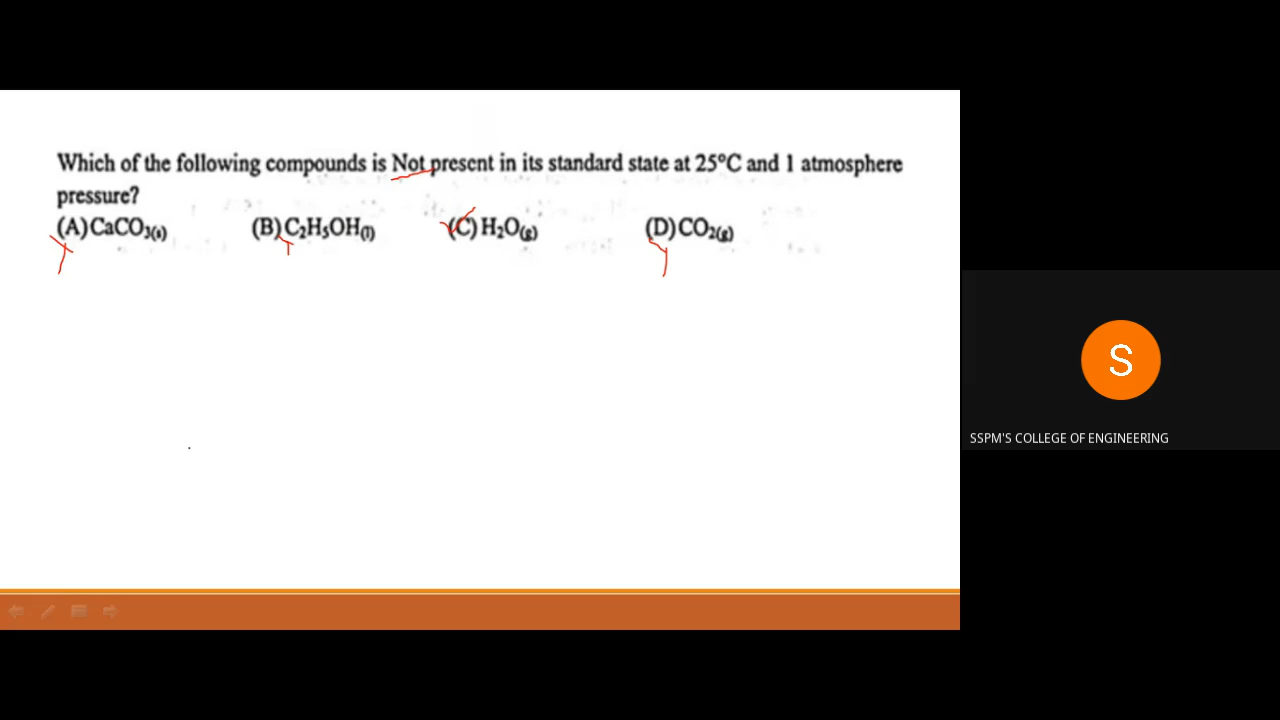 Which of the following compounds is Not present in its standard state at 25°C and 1 atmosphere
pressure?
(A) CaCO₃(s) (B) C₂H₅OH(l) (C) H₂O(g) (D) CO₂(g)
S
SSPM'S COLLEGE OF ENGINEERING